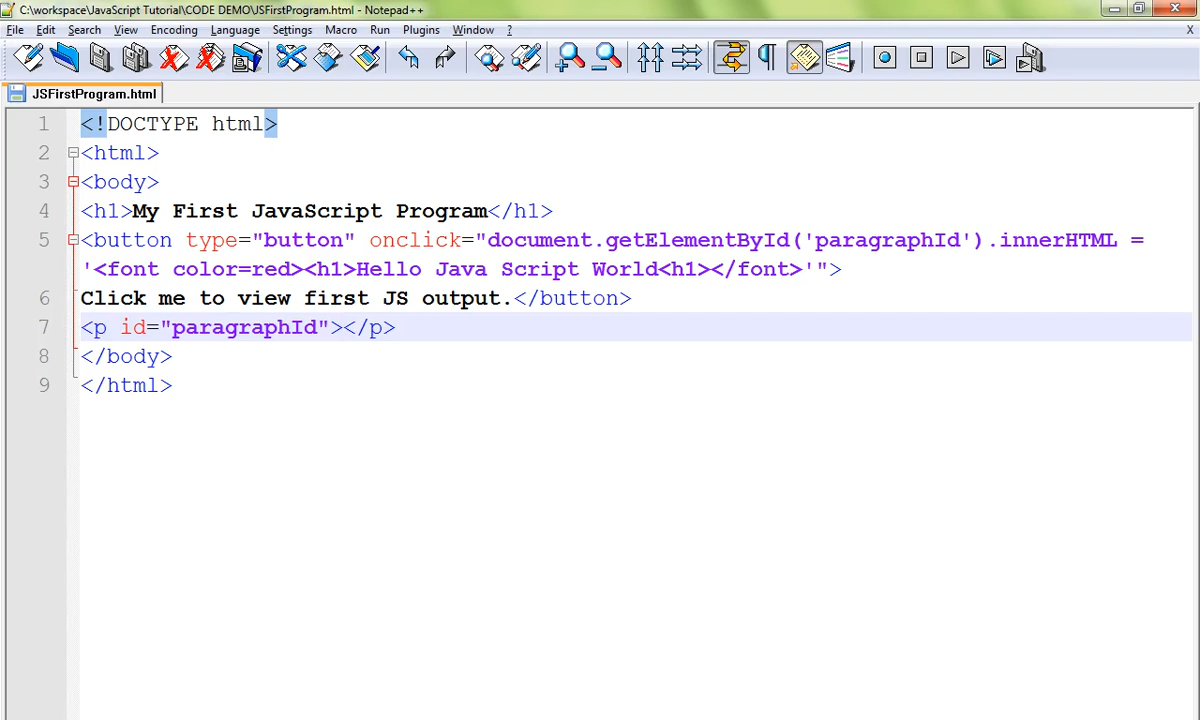 C:\workspace\JavaScript Tutorial\CODE DEMO\JSFirstProgram.html - Notepad++
File Edit Search View Encoding Language Settings Macro Run Plugins Window ? X
JSFirstProgram.html
1 <!DOCTYPE html>
2 <html>
3 <body>
4 <h1>My First JavaScript Program</h1>
5 <button type="button" onclick="document.getElementById('paragraphId').innerHTML =
'<font color=red><h1>Hello Java Script World<h1></font>'">
6 Click me to view first JS output.</button>
7 <p id="paragraphId"></p>
8 </body>
9 </html>